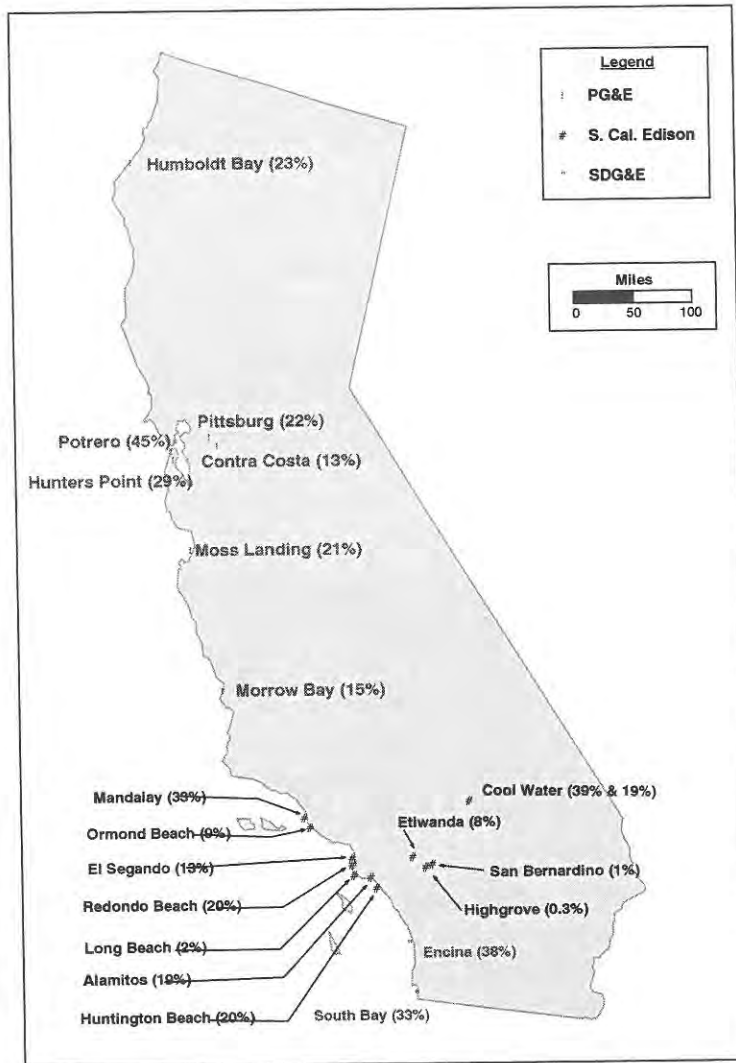 Legend
PG&E
# S. Cal. Edison
SDG&E
Miles
0 50 100
Humboldt Bay (23%)
Pittsburg (22%)
Potrero (45%)
Contra Costa (13%)
Hunters Point (29%)
Moss Landing (21%)
Morrow Bay (15%)
Cool Water (39% & 19%)
Mandalay (33%)
Etiwanda (8%)
Ormond Beach (9%)
El Segando (13%)
San Bernardino (1%)
Redondo Beach (20%)
Highgrove (0.3%)
Long Beach (2%)
Encina (38%)
Alamitos (19%)
Huntington Beach (20%)
South Bay (33%)